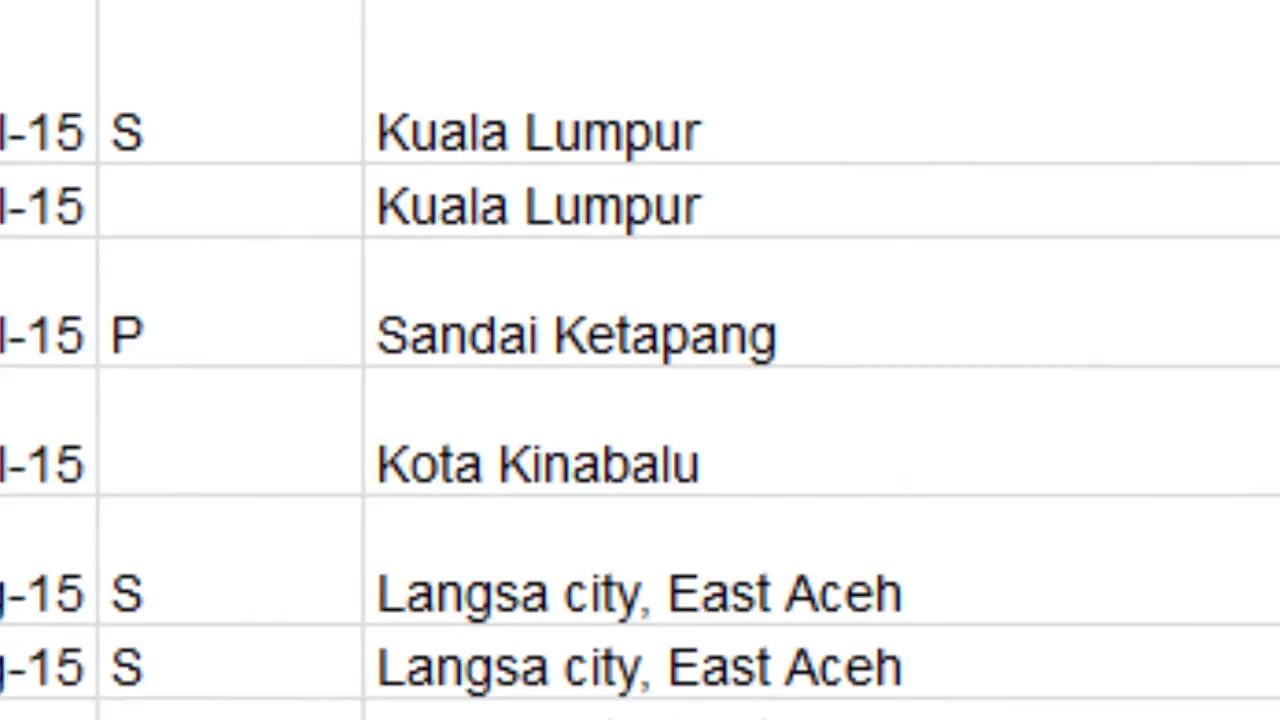 -15 S Kuala Lumpur
-15 Kuala Lumpur
-15 P Sandai Ketapang
-15 Kota Kinabalu
-15 S Langsa city, East Aceh
-15 S Langsa city, East Aceh